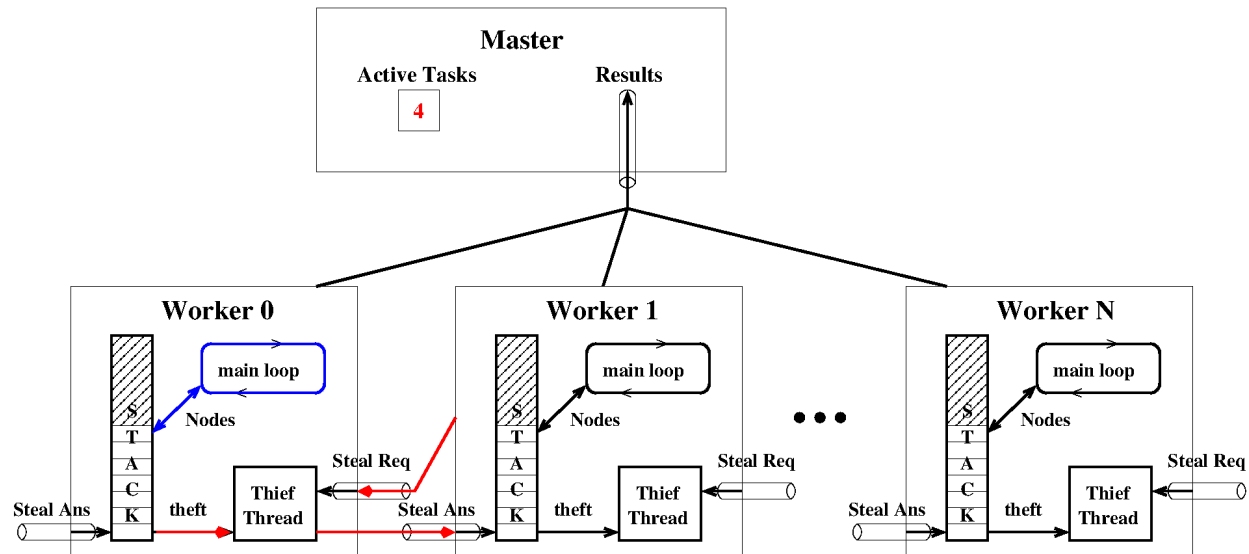 Master
Active Tasks
Results
4
Worker 0
Worker 1
Worker N
main loop
main loop
main loop
S
T
A
C
K
S
T
A
C
K
S
T
A
C
K
Nodes
Nodes
Nodes
Steal Req
Steal Req
Steal Req
Steal Ans
theft
Thief
Thread
Steal Ans
theft
Thief
Thread
Steal Ans
theft
Thief
Thread